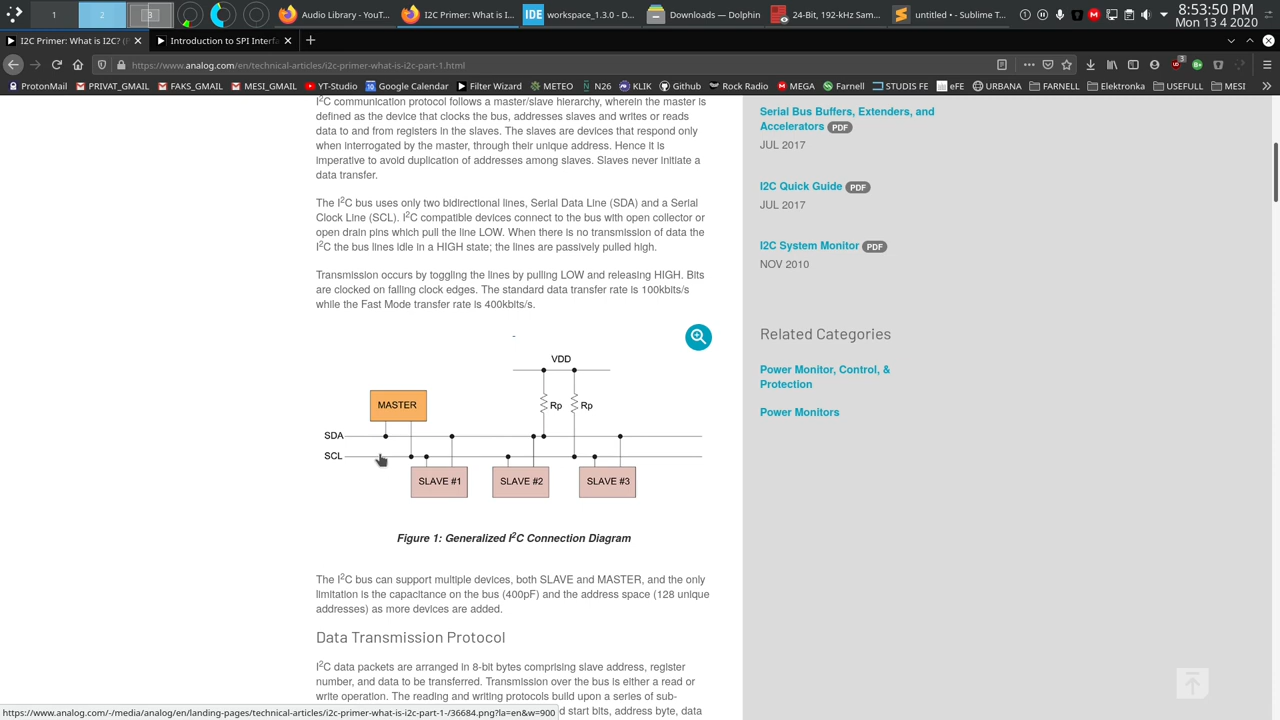 1
2
3
Audio Library - YouT...
I2C Primer: What is I...
IDE
workspace_1.3.0 - D...
Downloads — Dolphin
24-Bit, 192-kHz Sam...
untitled • - Sublime T...
8:53:50 PM
Mon 13 4 2020
I2C Primer: What is I2C? (P
Introduction to SPI Interfa
https://www.analog.com/en/technical-articles/i2c-primer-what-is-i2c-part-1.html
ProtonMail
PRIVAT_GMAIL
FAKS_GMAIL
MESI_GMAIL
YT-Studio
Google Calendar
Filter Wizard
METEO
N26
KLIK
Github
Rock Radio
MEGA
Farnell
STUDIS FE
eFE
URBANA
FARNELL
Elektronka
USEFULL
MESI
I2C communication protocol follows a master/slave hierarchy, wherein the master is
defined as the device that clocks the bus, addresses slaves and writes or reads
data to and from registers in the slaves. The slaves are devices that respond only
when interrogated by the master, through their unique address. Hence it is
imperative to avoid duplication of addresses among slaves. Slaves never initiate a
data transfer.
The I2C bus uses only two bidirectional lines, Serial Data Line (SDA) and a Serial
Clock Line (SCL). I2C compatible devices connect to the bus with open collector or
open drain pins which pull the line LOW. When there is no transmission of data the
I2C the bus lines idle in a HIGH state; the lines are passively pulled high.
Transmission occurs by toggling the lines by pulling LOW and releasing HIGH. Bits
are clocked on falling clock edges. The standard data transfer rate is 100kbits/s
while the Fast Mode transfer rate is 400kbits/s.
VDD
MASTER
Rp
Rp
SDA
SCL
SLAVE #1
SLAVE #2
SLAVE #3
Figure 1: Generalized I2C Connection Diagram
The I2C bus can support multiple devices, both SLAVE and MASTER, and the only
limitation is the capacitance on the bus (400pF) and the address space (128 unique
addresses) as more devices are added.
Data Transmission Protocol
I2C data packets are arranged in 8-bit bytes comprising slave address, register
number, and data to be transferred. Transmission over the bus is either a read or
write operation. The reading and writing protocols build upon a series of sub-
d start bits, address byte, data
Serial Bus Buffers, Extenders, and
Accelerators PDF
JUL 2017
I2C Quick Guide PDF
JUL 2017
I2C System Monitor PDF
NOV 2010
Related Categories
Power Monitor, Control, &
Protection
Power Monitors
https://www.analog.com/-/media/analog/en/landing-pages/technical-articles/i2c-primer-what-is-i2c-part-1-/36684.png?la=en&w=900